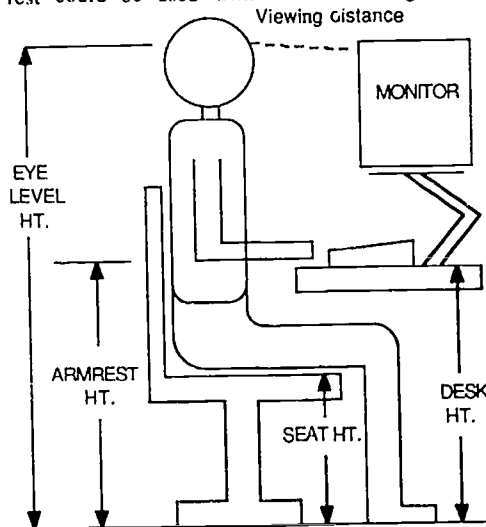 Viewing distance
MONITOR
EYE
LEVEL
HT.
ARMREST
HT.
SEAT HT.
DESK
HT.